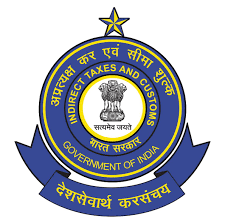 अप्रत्यक्ष कर एवं सीमा शुल्क
INDIRECT TAXES AND CUSTOMS
सत्यमेव जयते
भारत सरकार
GOVERNMENT OF INDIA
देशसेवार्थ करसंचय